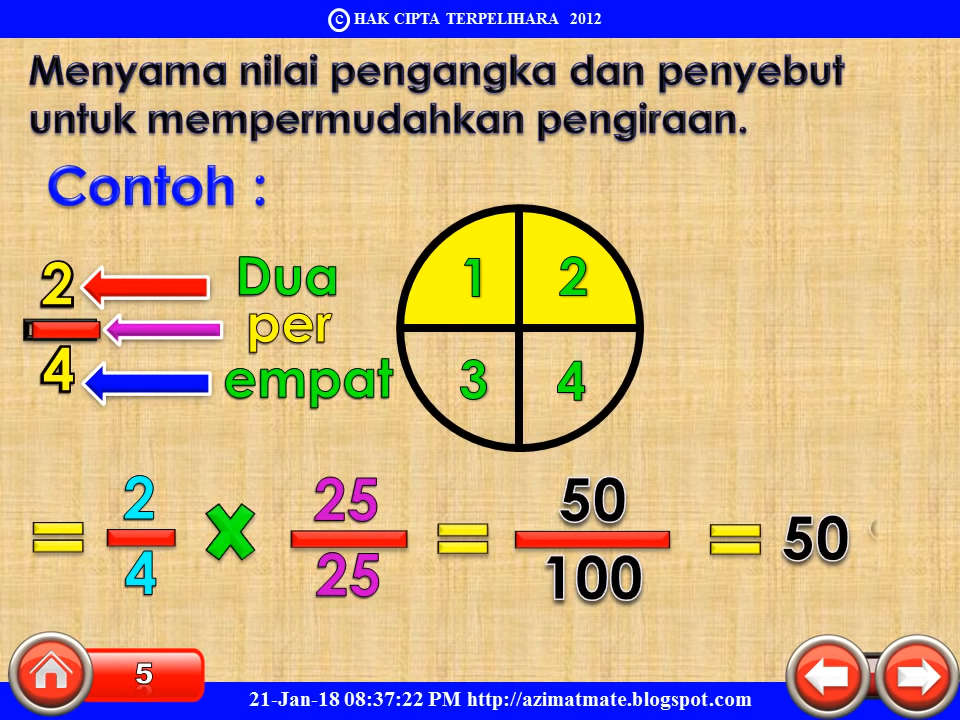 © HAK CIPTA TERPELIHARA 2012
Menyama nilai pengangka dan penyebut
untuk mempermudahkan pengiraan.
Contoh :
2
4
Dua
per
empat
1 2
3 4
= 2/4 × 25/25 = 50/100 = 50
5
21-Jan-18 08:37:22 PM http://azimatmate.blogspot.com